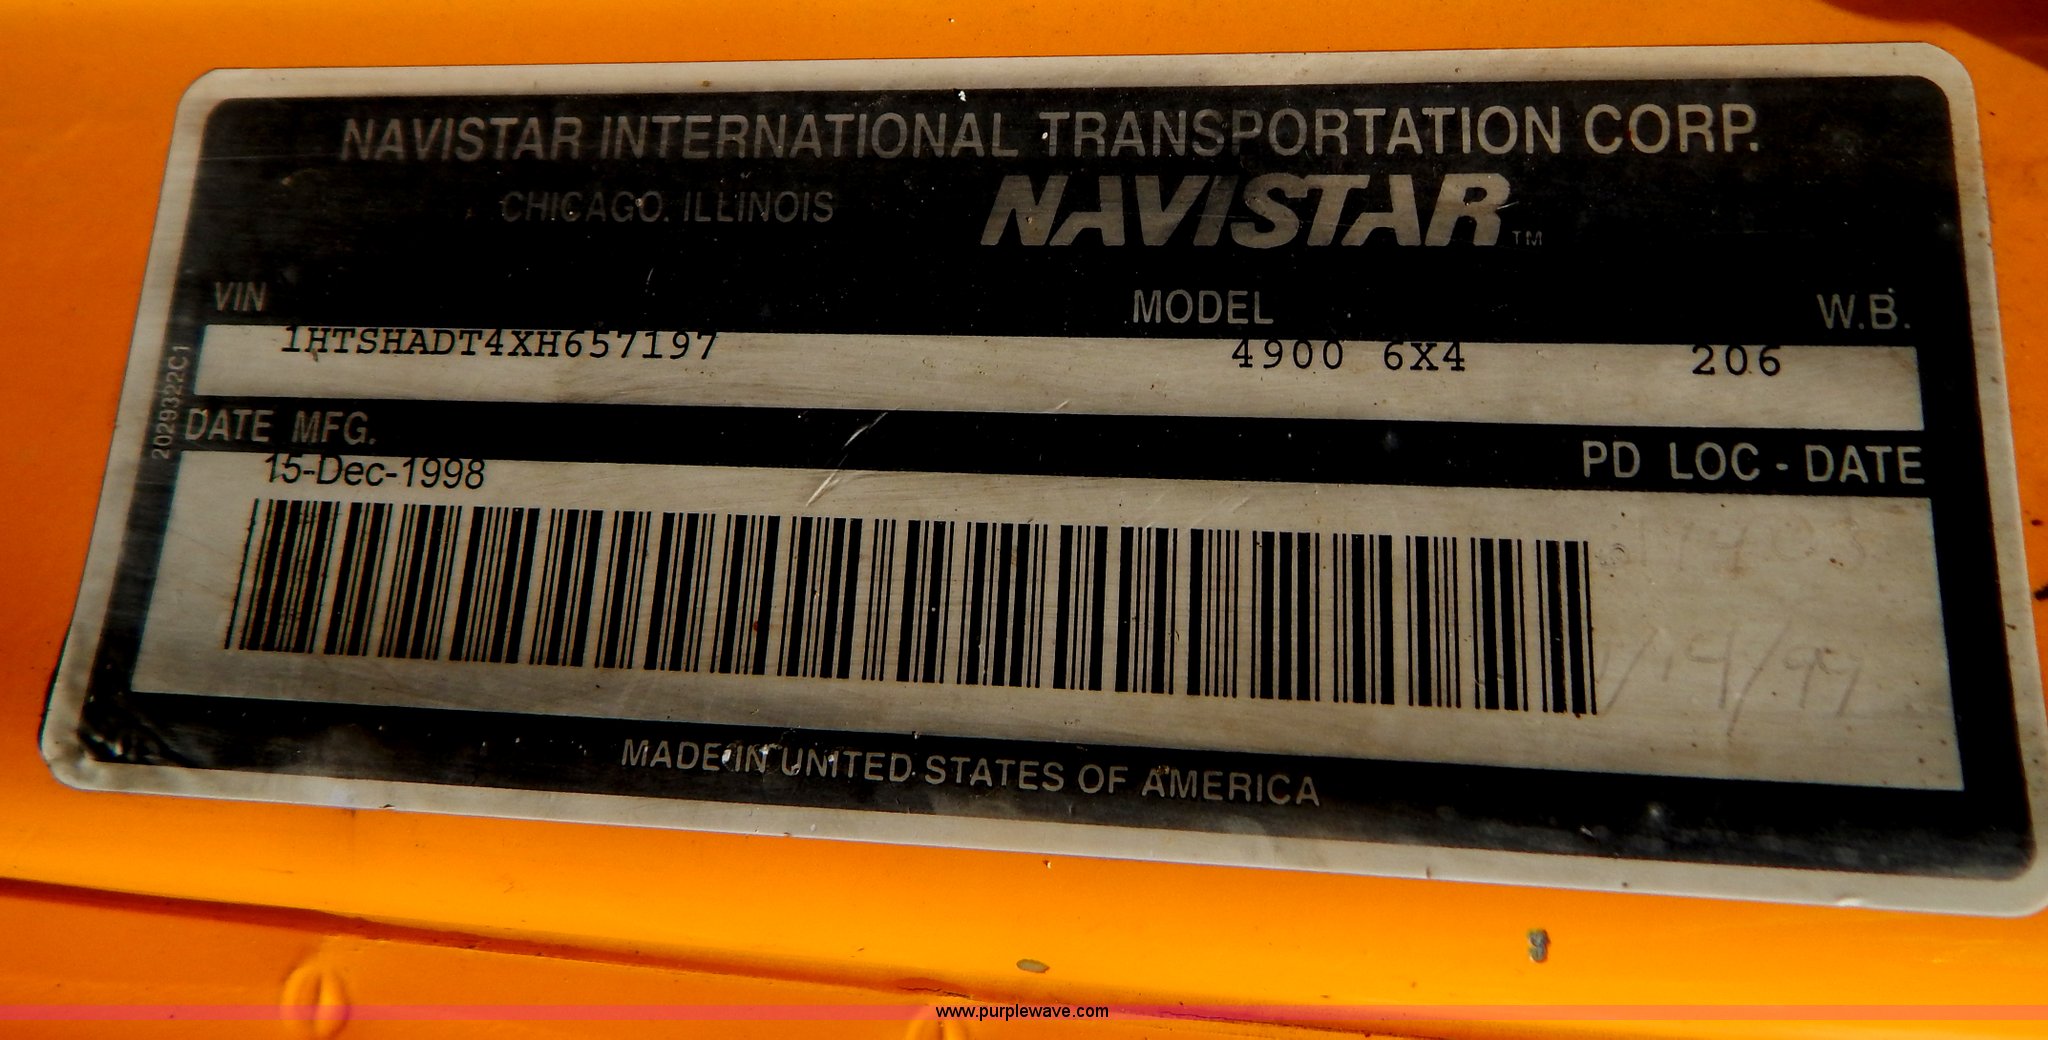 NAVISTAR INTERNATIONAL TRANSPORTATION CORP.
CHICAGO, ILLINOIS NAVISTAR TM
VIN MODEL W.B.
1HTSHADT4XH657197 4900 6X4 206
2029322C1
DATE MFG. PD LOC - DATE
15-Dec-1998
MADE IN UNITED STATES OF AMERICA
www.purplewave.com